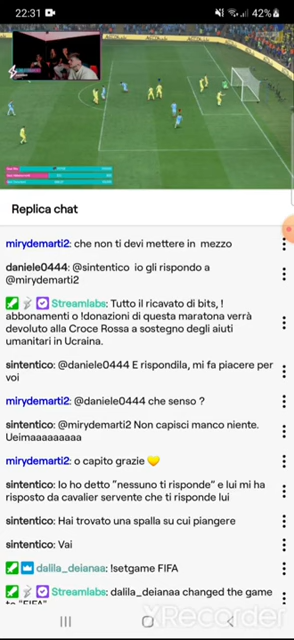 22:31
42%
Replica chat
mirydemarti2: che non ti devi mettere in mezzo
daniele0444: @sintentico io gli rispondo a
@mirydemarti2
Streamlabs: Tutto il ricavato di bits, !
abbonamenti o !donazioni di questa maratona verrà
devoluto alla Croce Rossa a sostegno degli aiuti
umanitari in Ucraina.
sintentico: @daniele0444 E rispondila, mi fa piacere per
voi
mirydemarti2: @daniele0444 che senso ?
sintentico: @mirydemarti2 Non capisci manco niente.
Ueimaaaaaaaaa
mirydemarti2: o capito grazie 💛
sintentico: Io ho detto "nessuno ti risponde" e lui mi ha
risposto da cavalier servente che ti risponde lui
sintentico: Hai trovato una spalla su cui piangere
sintentico: Vai
dalila_deianaa: !setgame FIFA
Streamlabs: dalila_deianaa changed the game
to "FIFA"
XRecorder